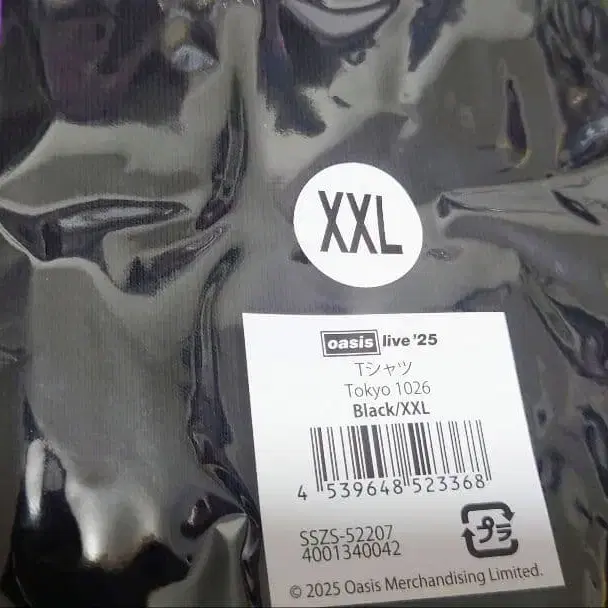 XXL
oasis live '25
Tシャツ
Tokyo 1026
Black/XXL
4 539648 523368
SSZS-52207
4001340042
プラ
© 2025 Oasis Merchandising Limited.